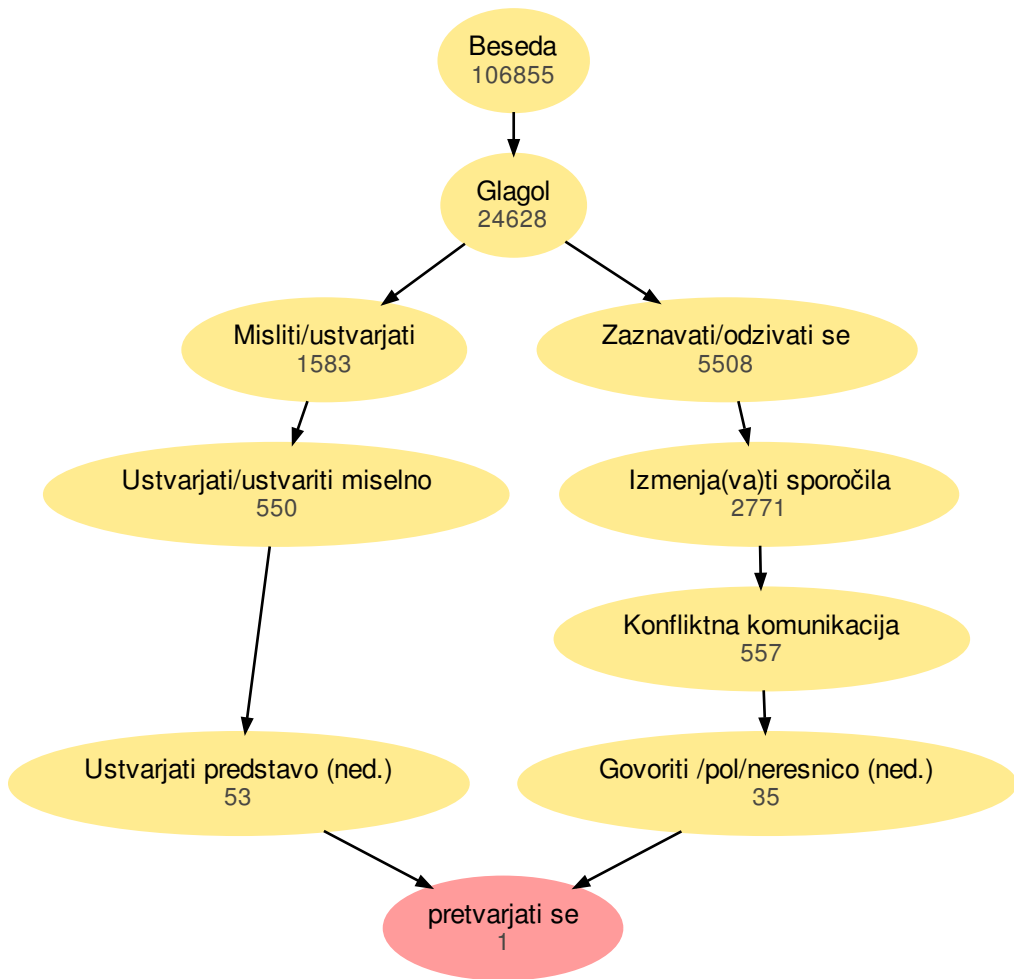 Beseda
106855
Glagol
24628
Misliti/ustvarjati
1583
Zaznavati/odzivati se
5508
Ustvarjati/ustvariti miselno
550
Izmenja(va)ti sporočila
2771
Konfliktna komunikacija
557
Ustvarjati predstavo (ned.)
53
Govoriti /pol/neresnico (ned.)
35
pretvarjati se
1